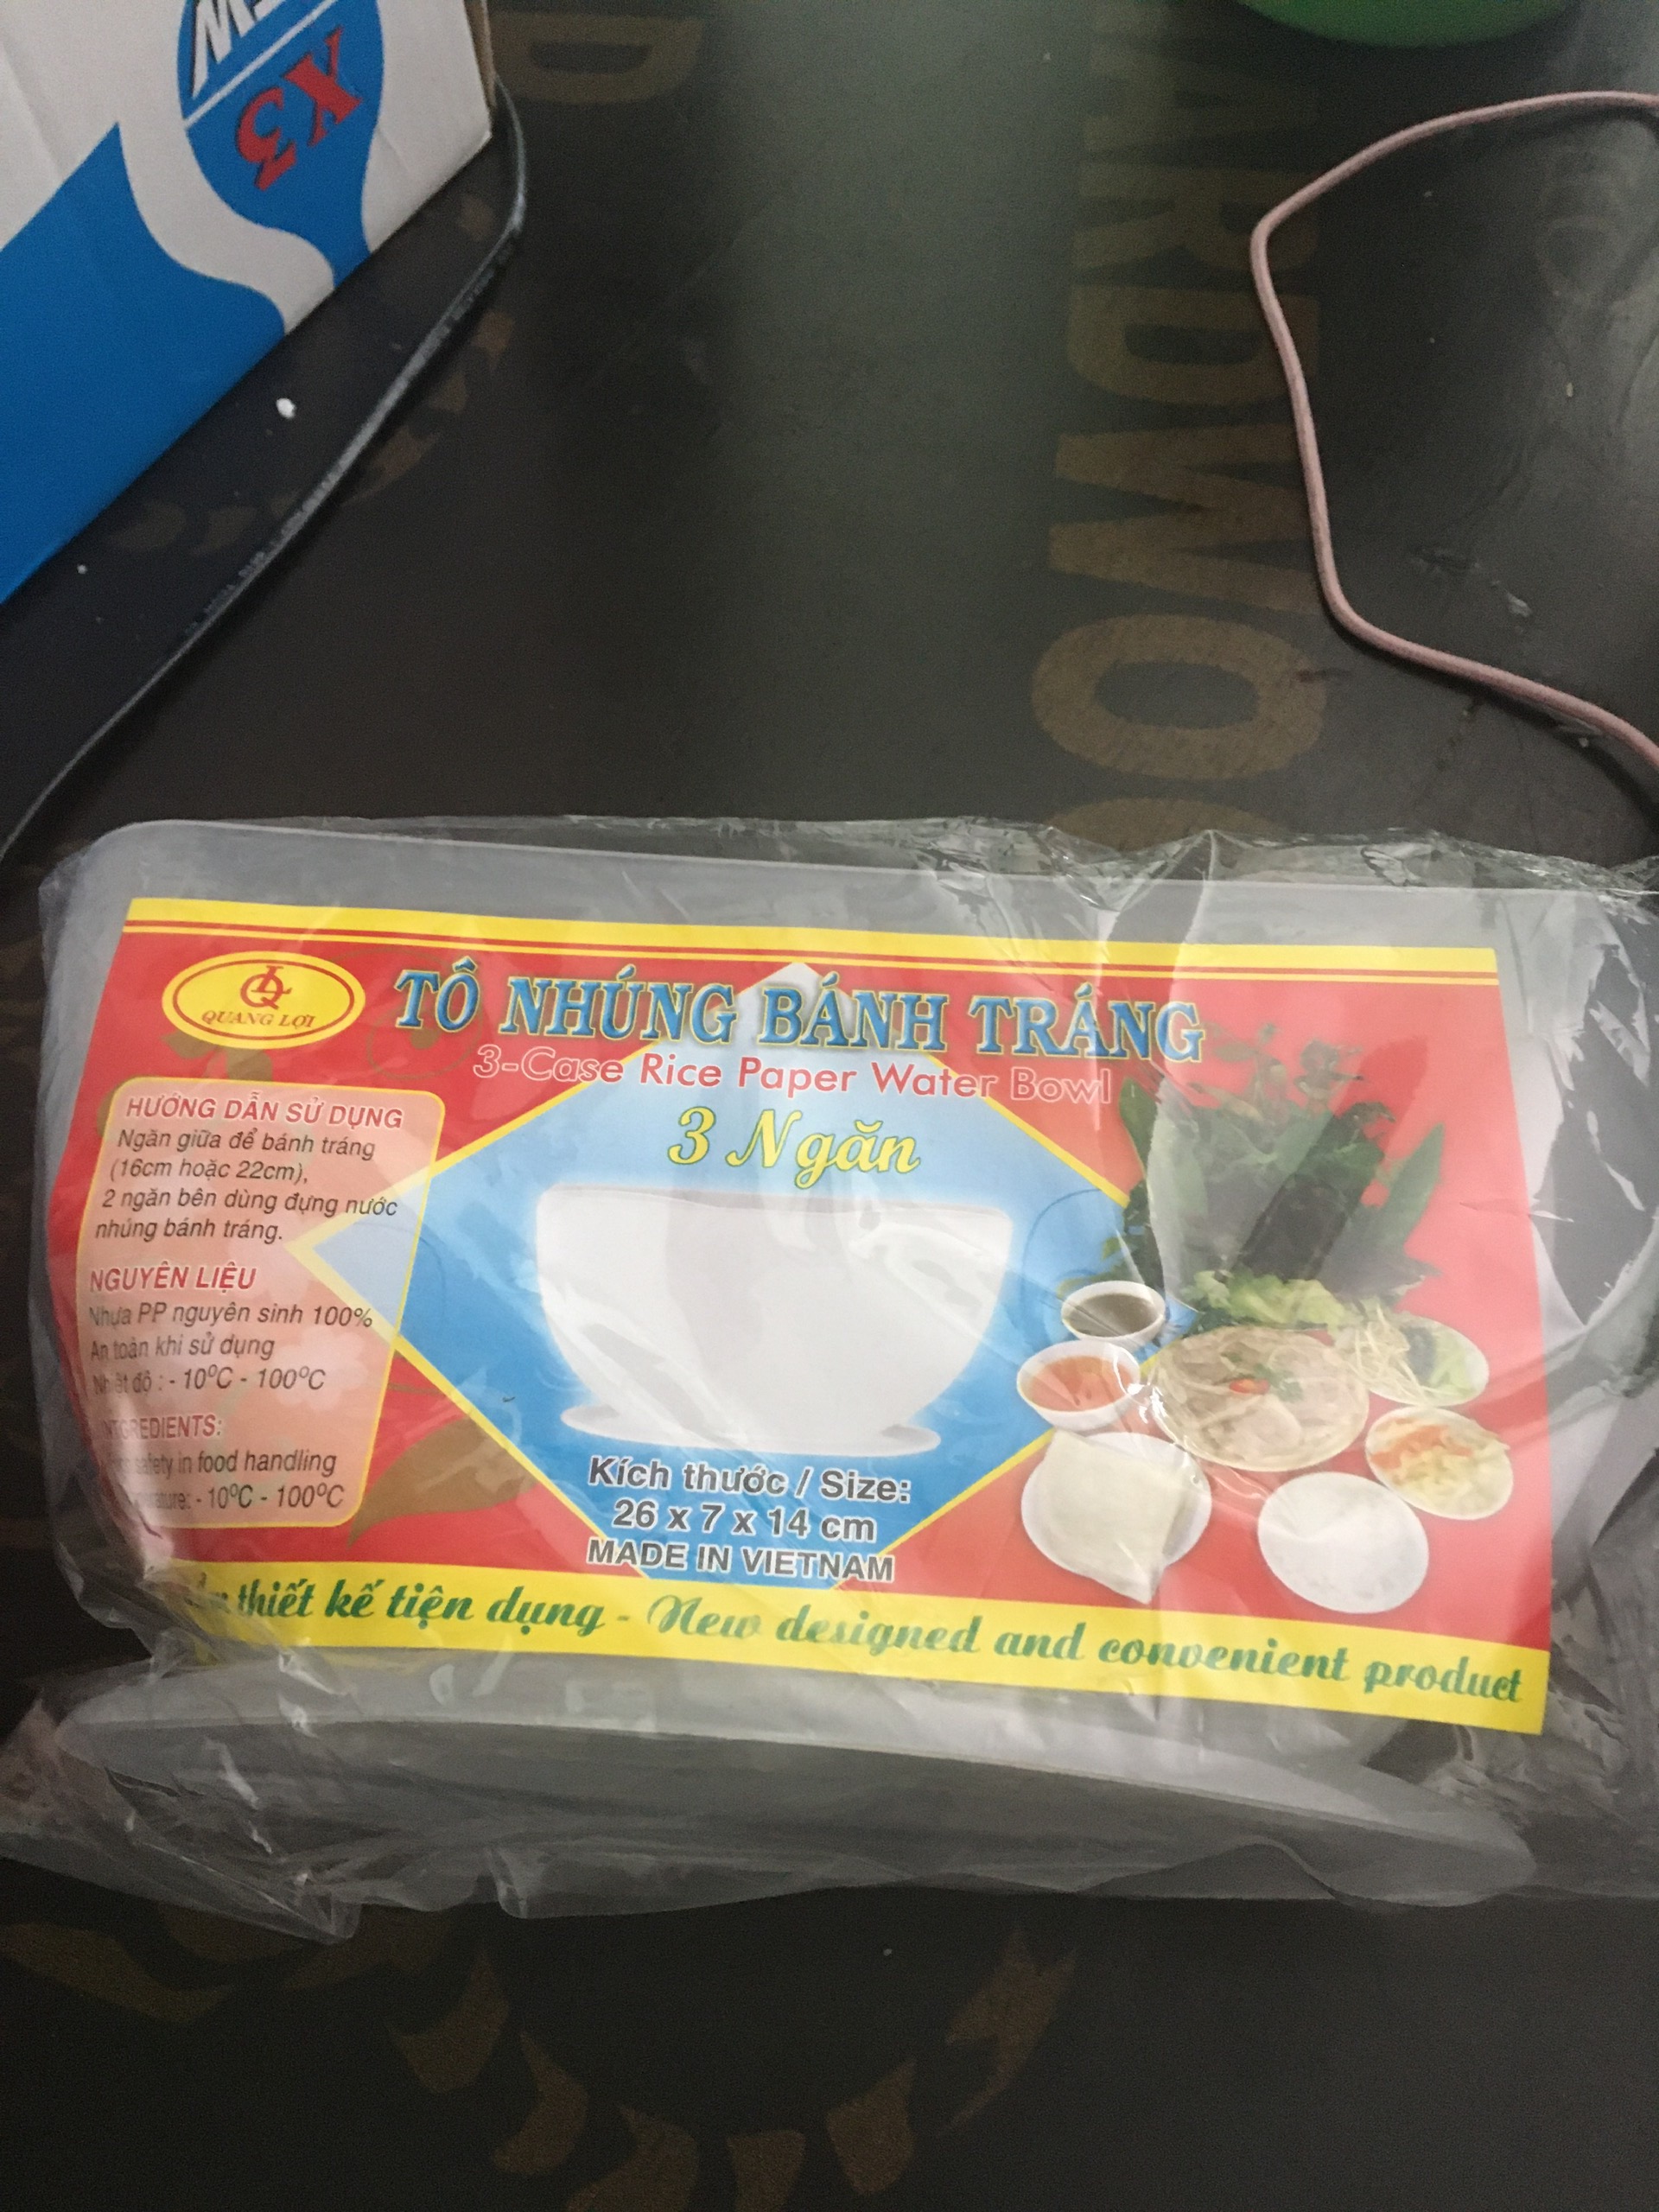 X3
QUANG LỢI
TÔ NHÚNG BÁNH TRÁNG
3-Case Rice Paper Water Bowl
3 Ngăn
HƯỚNG DẪN SỬ DỤNG
Ngăn giữa để bánh tráng
(16cm hoặc 22cm),
2 ngăn bên dùng đựng nước
nhúng bánh tráng.
NGUYÊN LIỆU
Nhựa PP nguyên sinh 100%
An toàn khi sử dụng
Nhiệt độ : - 10⁰C - 100⁰C
safety in food handling
- 10⁰C - 100⁰C
Kích thước / Size:
26 x 7 x 14 cm
MADE IN VIETNAM
thiết kế tiện dụng - New designed and convenient product